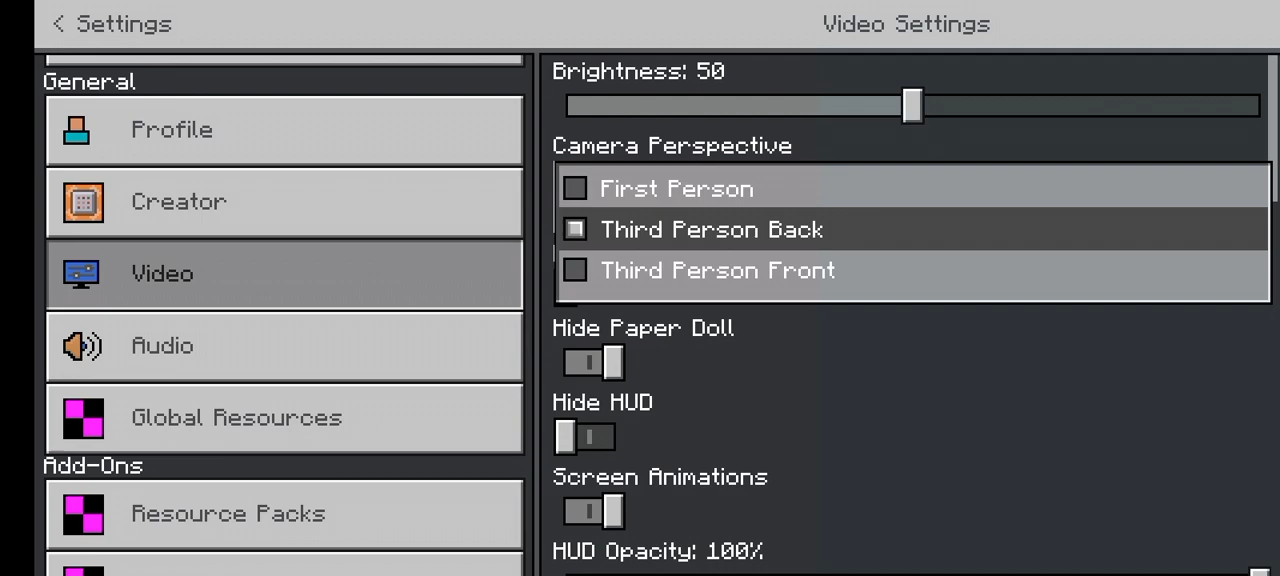 < Settings
Video Settings
General
Profile
Creator
Video
Audio
Global Resources
Add-Ons
Resource Packs
Brightness: 50
Camera Perspective
First Person
Third Person Back
Third Person Front
Hide Paper Doll
Hide HUD
Screen Animations
HUD Opacity: 100%